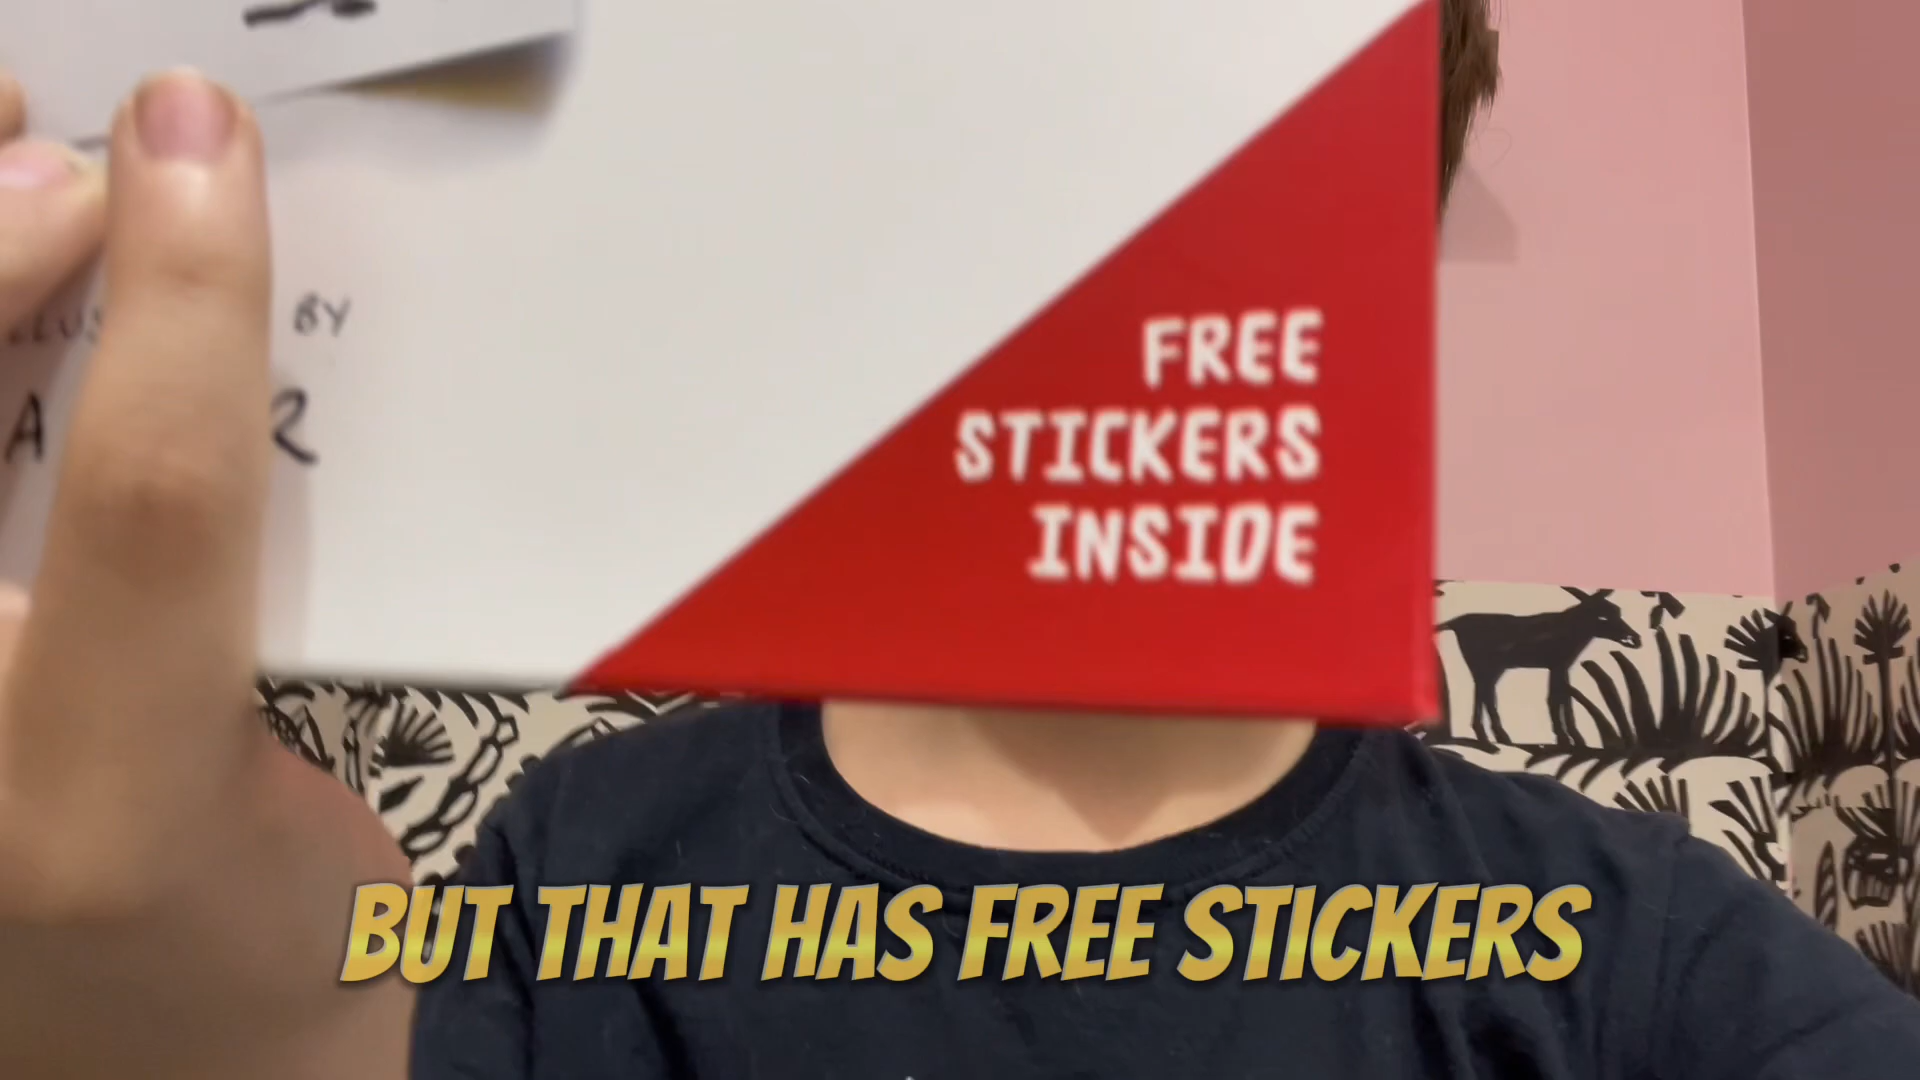 BY
FREE
STICKERS
INSIDE
BUT THAT HAS FREE STICKERS